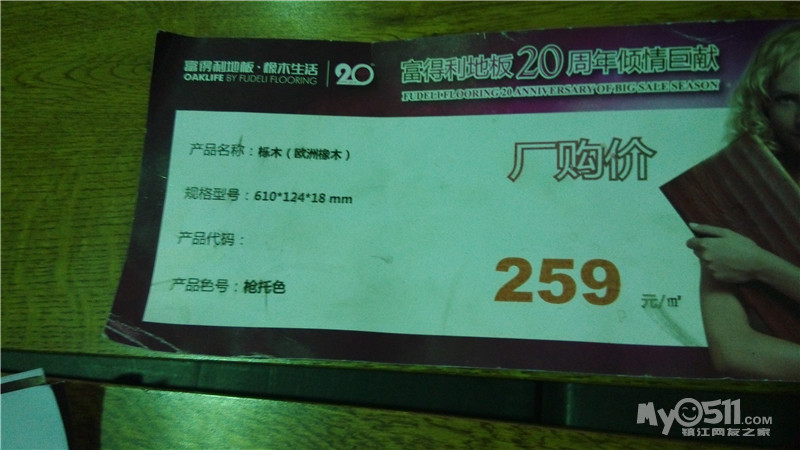 富得利地板·橡木生活
OAKLIFE BY FUDELI FLOORING
20
富得利地板20周年倾情巨献
FUDELI FLOORING 20 ANNIVERSARY OF BIG SALE SEASON
产品名称：栎木（欧洲橡木）
厂购价
规格型号：610*124*18 mm
产品代码：
产品色号：枪托色
259 元/㎡
My0511.com
镇江网友之家